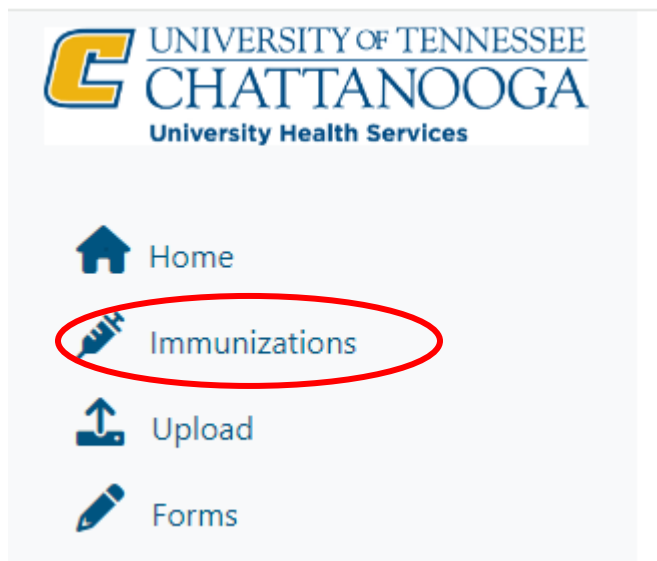 UNIVERSITY OF TENNESSEE
CHATTANOOGA
University Health Services
Home
Immunizations
Upload
Forms